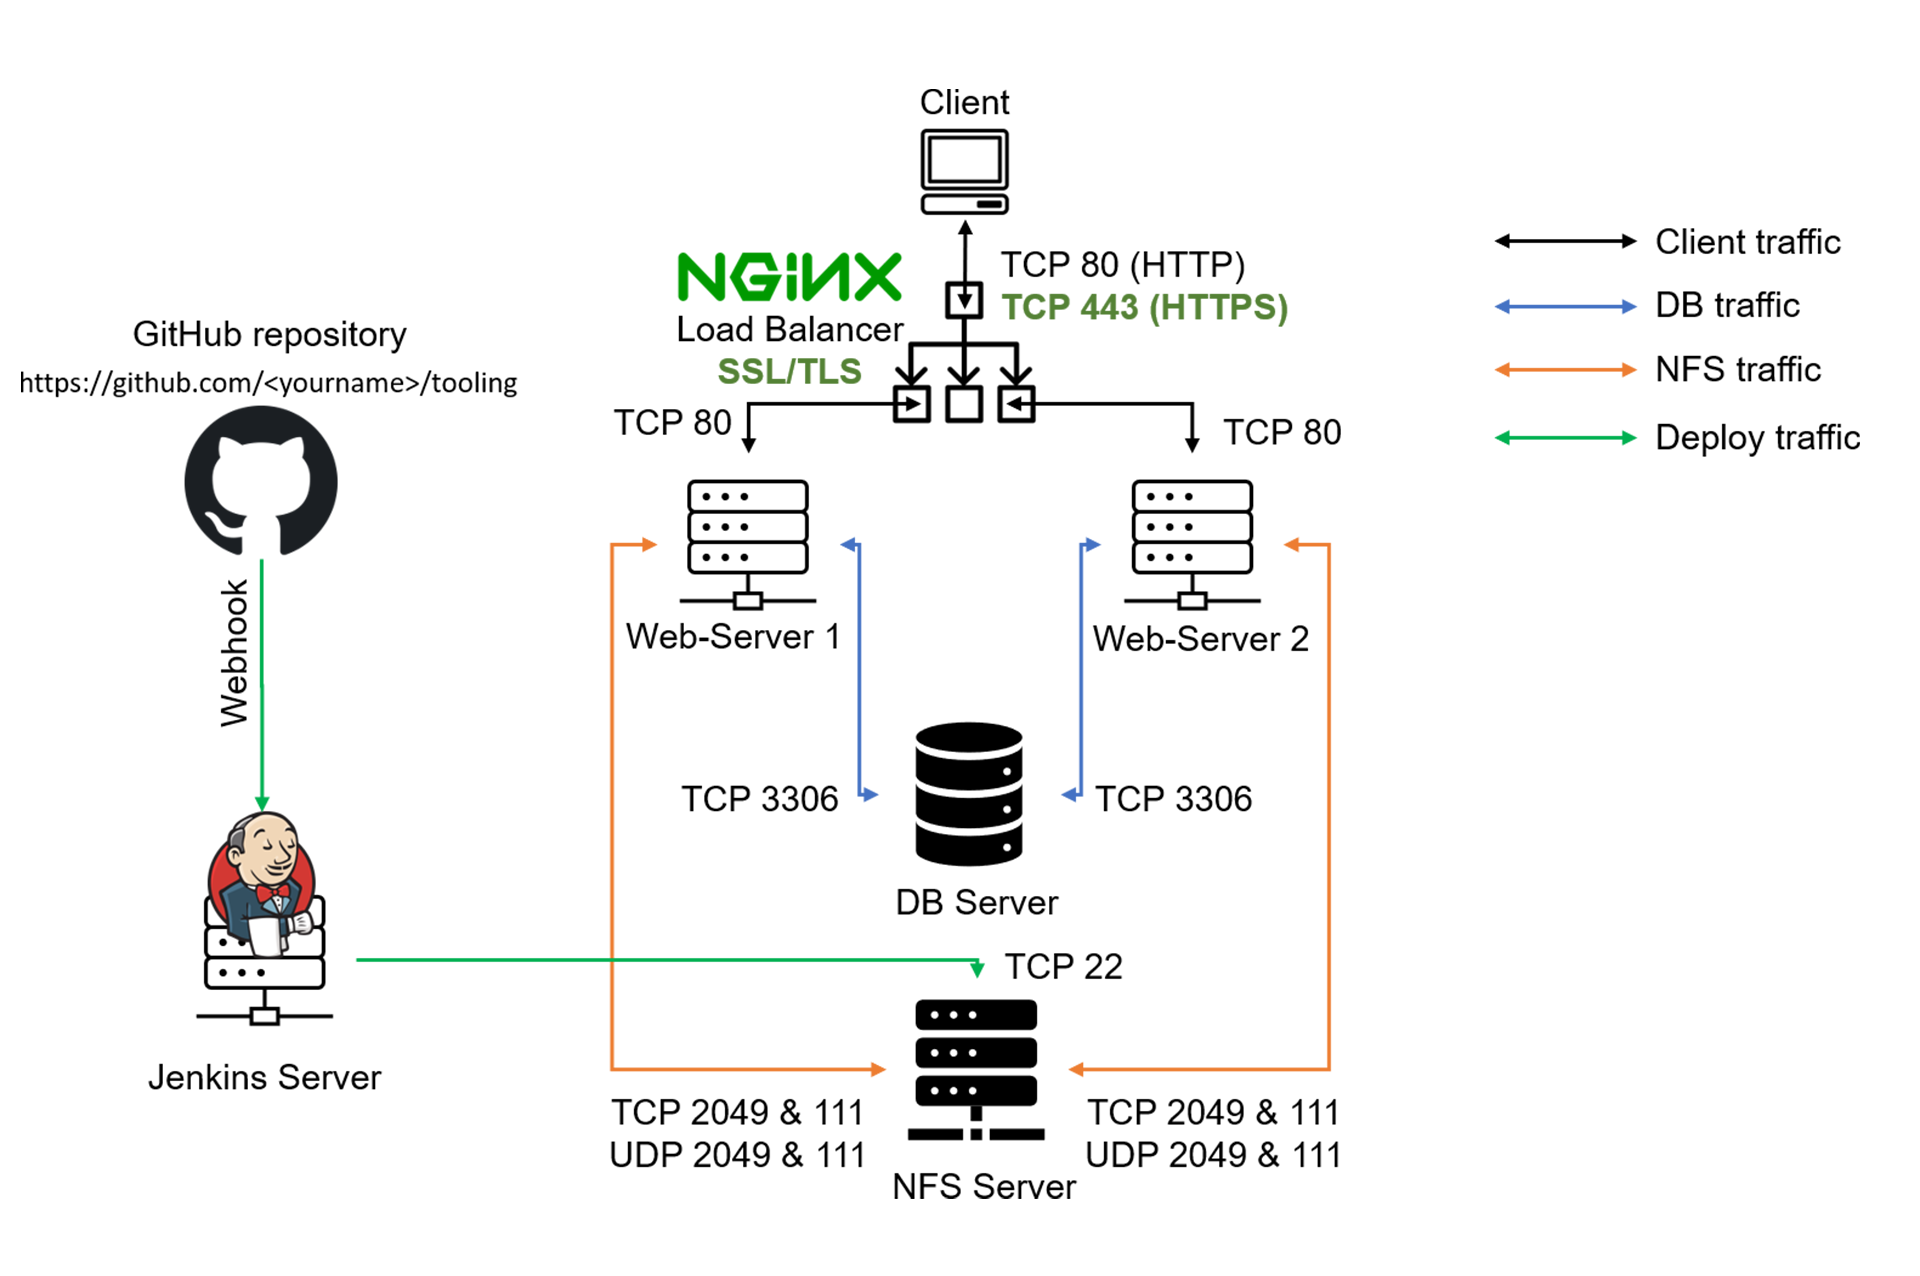 Client
NGiNX
Load Balancer
SSL/TLS
TCP 80 (HTTP)
TCP 443 (HTTPS)
Client traffic
DB traffic
NFS traffic
Deploy traffic
GitHub repository
https://github.com/<yourname>/tooling
TCP 80
TCP 80
Webhook
Web-Server 1
Web-Server 2
TCP 3306
TCP 3306
DB Server
TCP 22
Jenkins Server
TCP 2049 & 111
UDP 2049 & 111
TCP 2049 & 111
UDP 2049 & 111
NFS Server